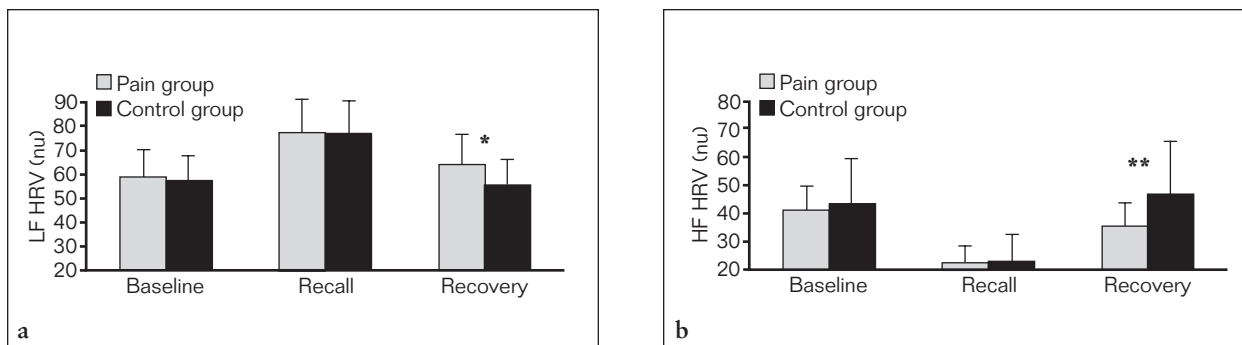 Pain group
Control group
LF HRV (nu)
90
80
70
60
50
40
30
20
*
Baseline Recall Recovery
a
Pain group
Control group
HF HRV (nu)
80
70
60
50
40
30
20
**
Baseline Recall Recovery
b